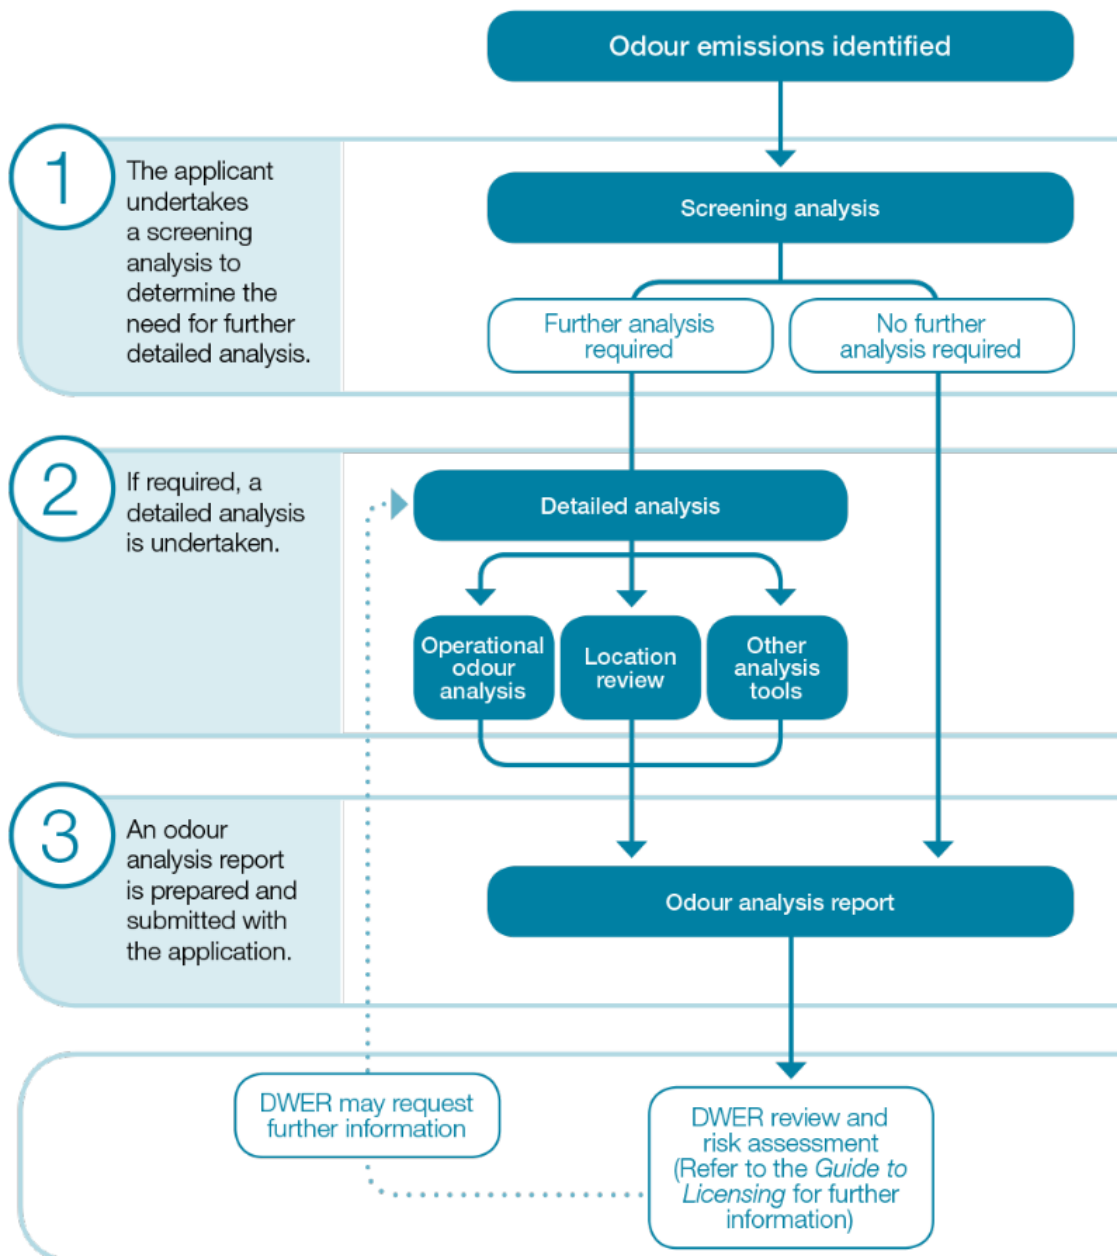 Odour emissions identified
1
The applicant
undertakes
a screening
analysis to
determine the
need for further
detailed analysis.
Screening analysis
Further analysis
required
No further
analysis required
2
If required, a
detailed analysis
is undertaken.
Detailed analysis
Operational
odour
analysis
Location
review
Other
analysis
tools
3
An odour
analysis report
is prepared and
submitted with
the application.
Odour analysis report
DWER may request
further information
DWER review and
risk assessment
(Refer to the Guide to
Licensing for further
information)